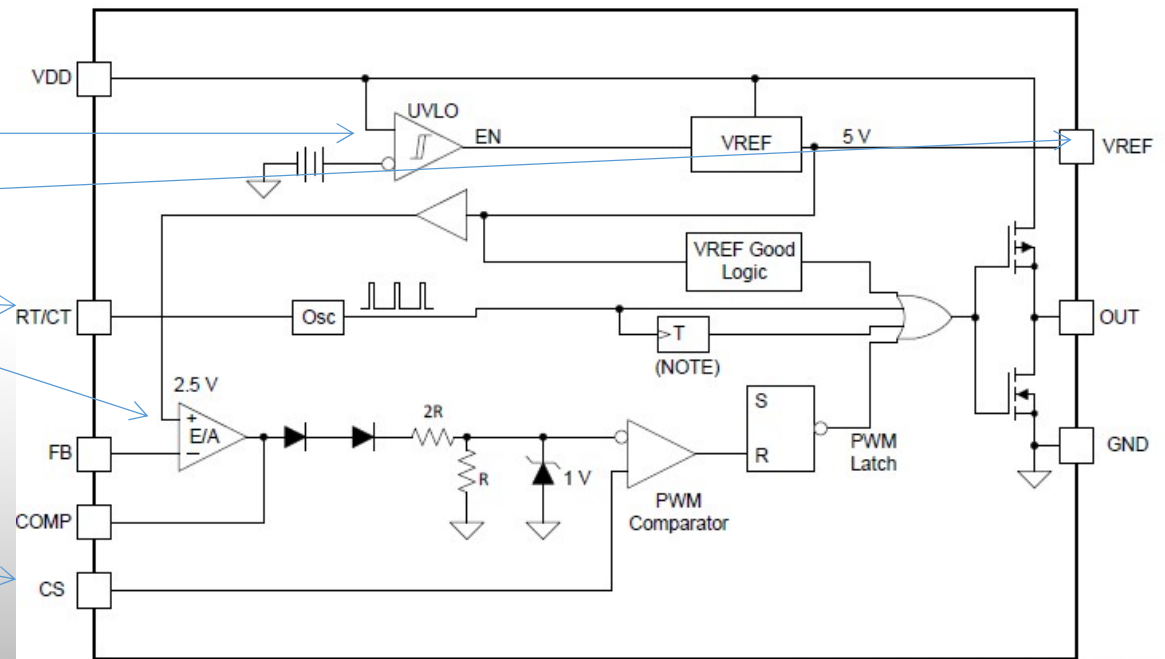 VDD
UVLO
EN
VREF
5 V
VREF
VREF Good
Logic
RT/CT
Osc
T
(NOTE)
OUT
2.5 V
+
E/A
−
FB
2R
R
1 V
S
R
PWM
Latch
GND
PWM
Comparator
COMP
CS